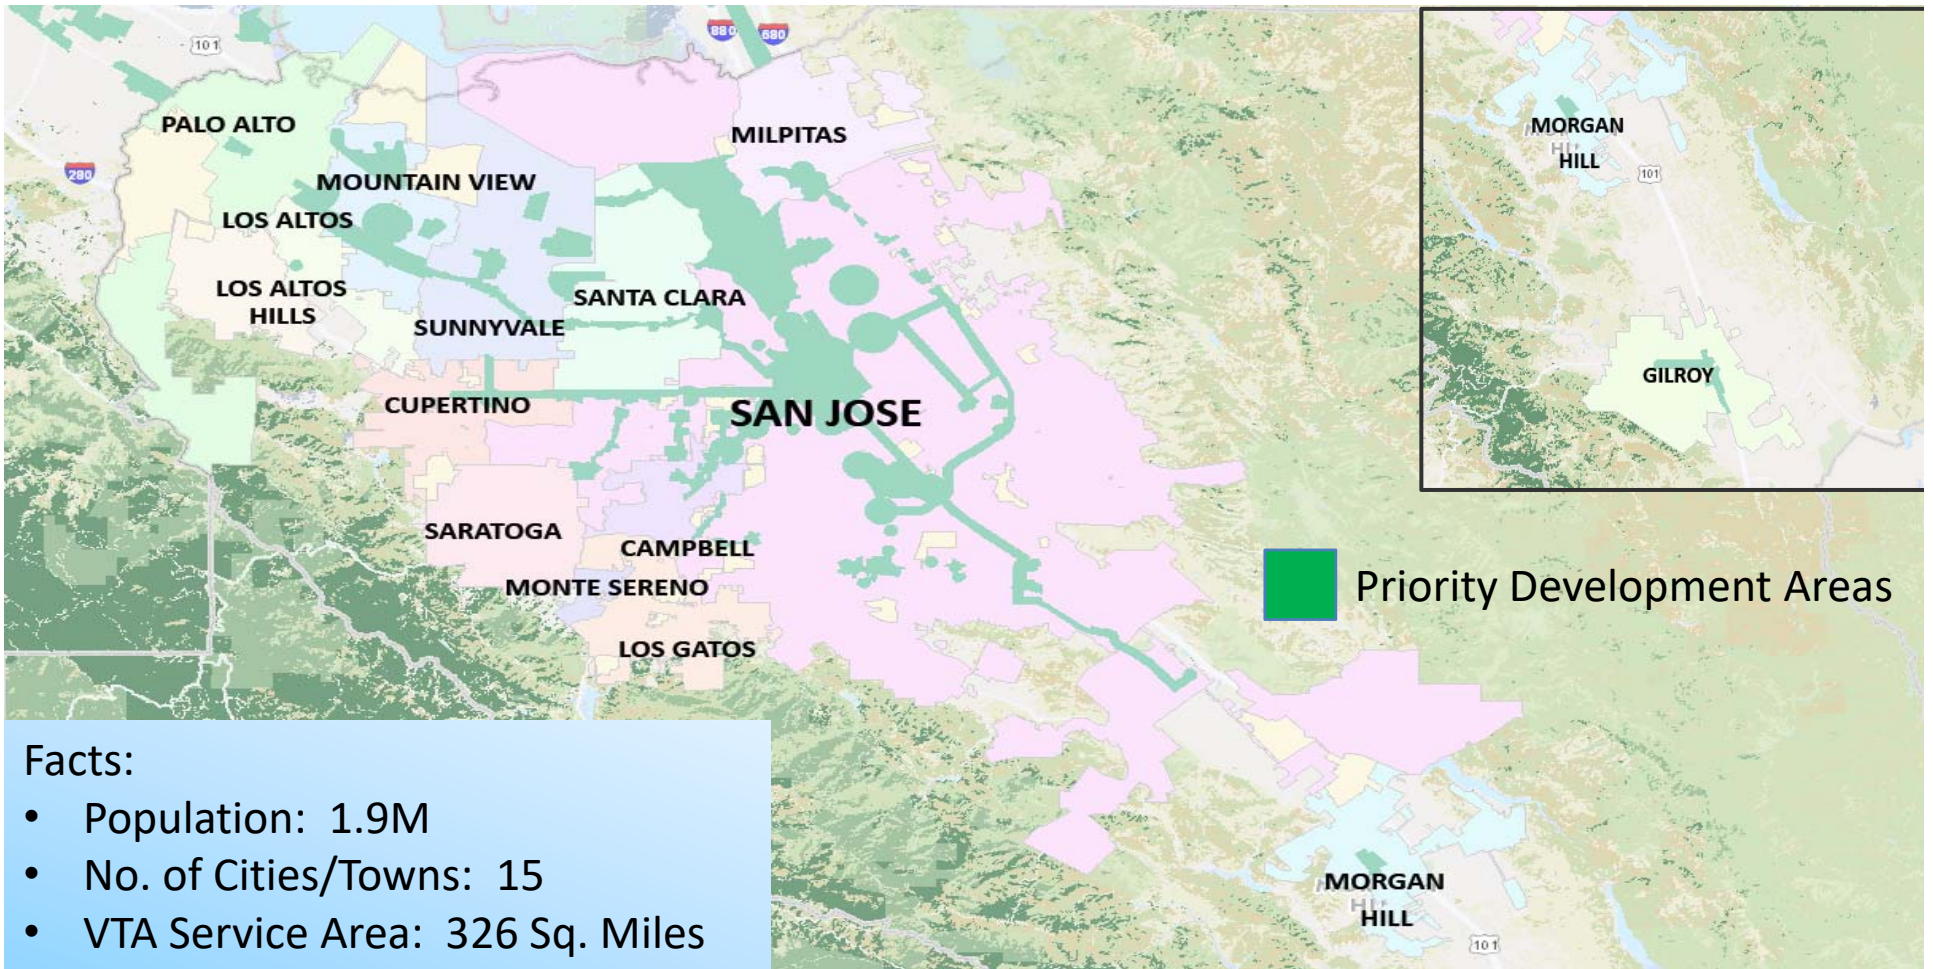 101
880
680
PALO ALTO
MILPITAS
280
MOUNTAIN VIEW
LOS ALTOS
LOS ALTOS
HILLS
SANTA CLARA
SUNNYVALE
CUPERTINO
SAN JOSE
SARATOGA
CAMPBELL
MONTE SERENO
LOS GATOS
MORGAN
HILL
101
GILROY
Priority Development Areas
MORGAN
HILL
101
Facts:
• Population: 1.9M
• No. of Cities/Towns: 15
• VTA Service Area: 326 Sq. Miles